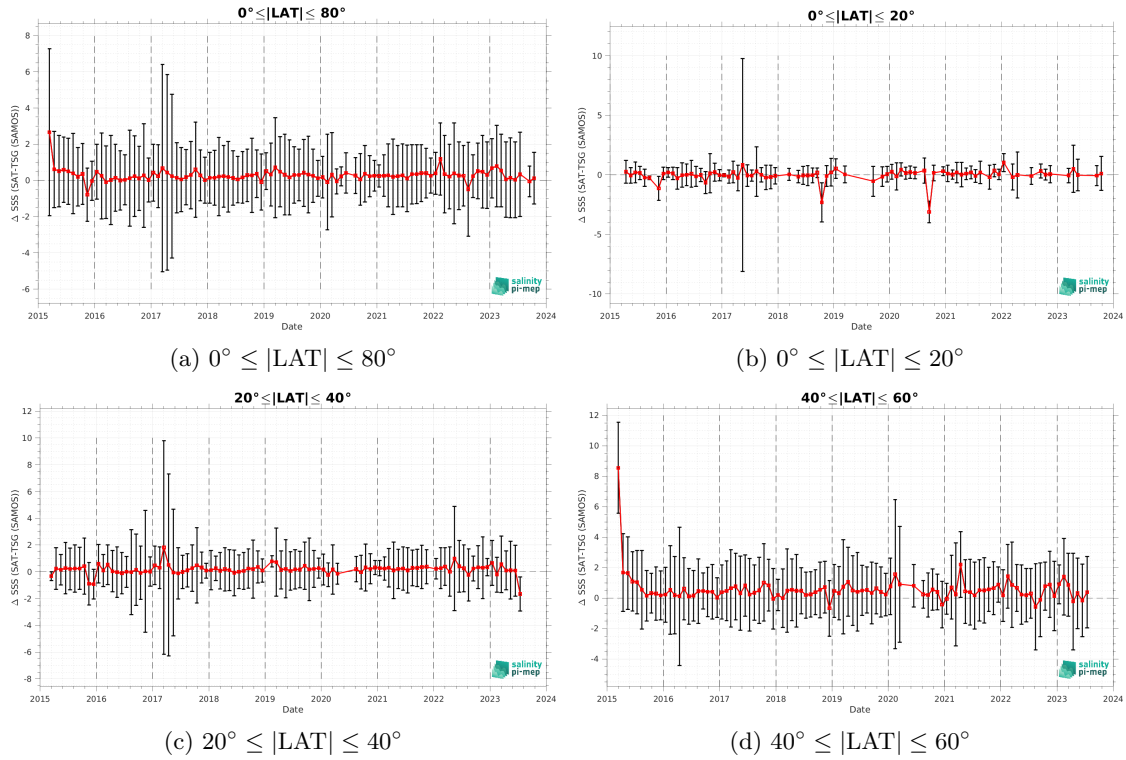 0°≤|LAT|≤ 80°
8
6
4
2
0
-2
-4
-6
Δ SSS (SAT-TSG (SAMOS))
2015 2016 2017 2018 2019 2020 2021 2022 2023 2024
Date
salinity
pi-mep
(a) 0° ≤ |LAT| ≤ 80°
0°≤|LAT|≤ 20°
10
5
0
-5
-10
Δ SSS (SAT-TSG (SAMOS))
2015 2016 2017 2018 2019 2020 2021 2022 2023 2024
Date
salinity
pi-mep
(b) 0° ≤ |LAT| ≤ 20°
20°≤|LAT|≤ 40°
12
10
8
6
4
2
0
-2
-4
-6
-8
Δ SSS (SAT-TSG (SAMOS))
2015 2016 2017 2018 2019 2020 2021 2022 2023 2024
Date
salinity
pi-mep
(c) 20° ≤ |LAT| ≤ 40°
40°≤|LAT|≤ 60°
12
10
8
6
4
2
0
-2
-4
Δ SSS (SAT-TSG (SAMOS))
2015 2016 2017 2018 2019 2020 2021 2022 2023 2024
Date
salinity
pi-mep
(d) 40° ≤ |LAT| ≤ 60°